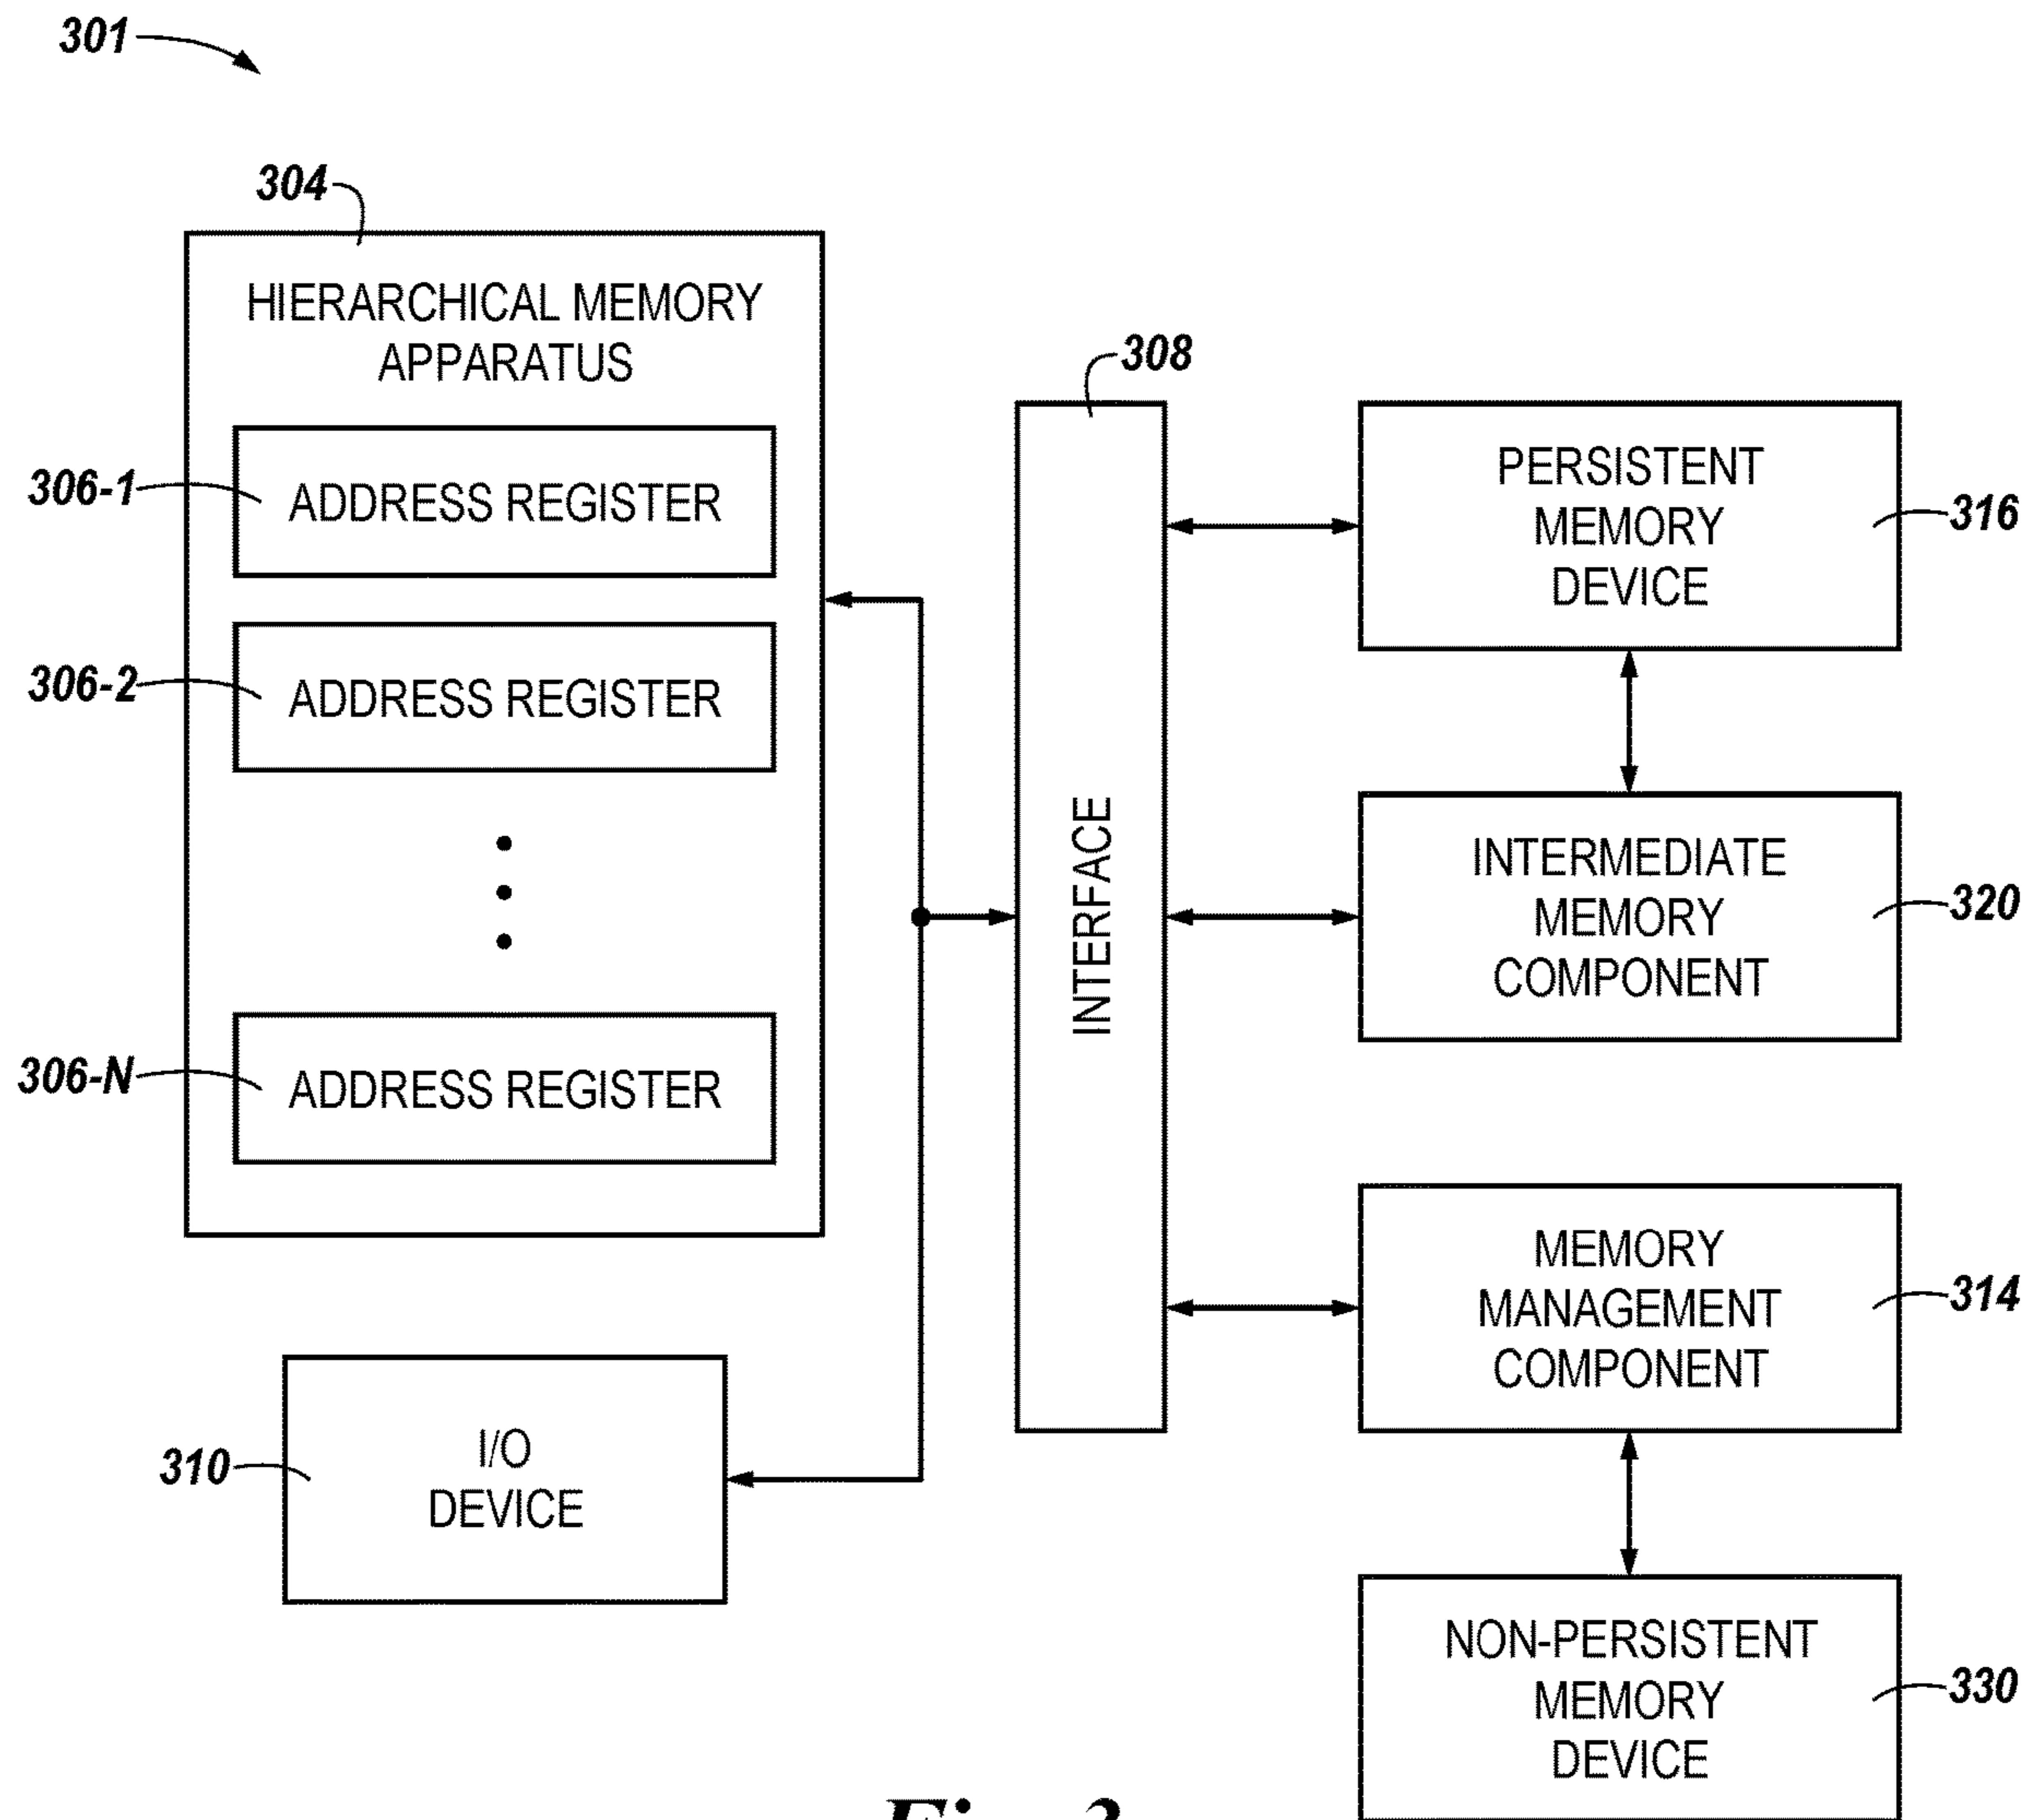 301
304
HIERARCHICAL MEMORY
APPARATUS
306-1
ADDRESS REGISTER
306-2
ADDRESS REGISTER
306-N
ADDRESS REGISTER
310
I/O
DEVICE
308
INTERFACE
PERSISTENT
MEMORY
DEVICE
316
INTERMEDIATE
MEMORY
COMPONENT
320
MEMORY
MANAGEMENT
COMPONENT
314
NON-PERSISTENT
MEMORY
DEVICE
330